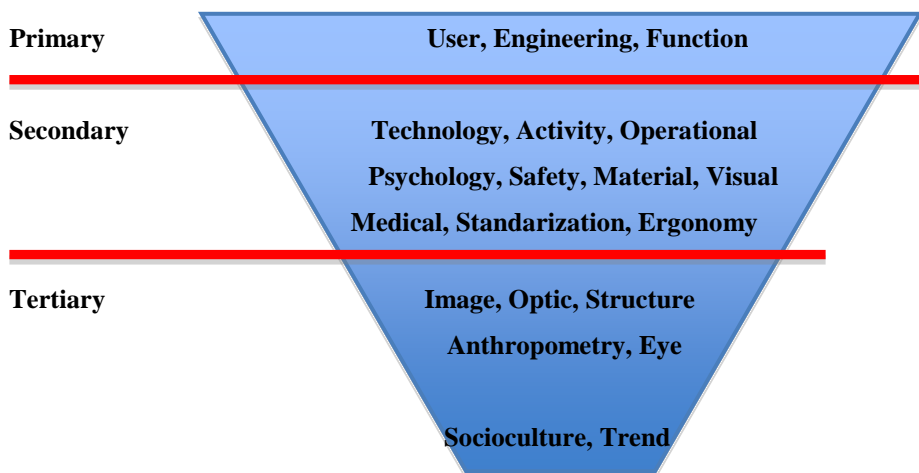 Primary
User, Engineering, Function
Secondary
Technology, Activity, Operational
Psychology, Safety, Material, Visual
Medical, Standarization, Ergonomy
Tertiary
Image, Optic, Structure
Anthropometry, Eye
Socioculture, Trend